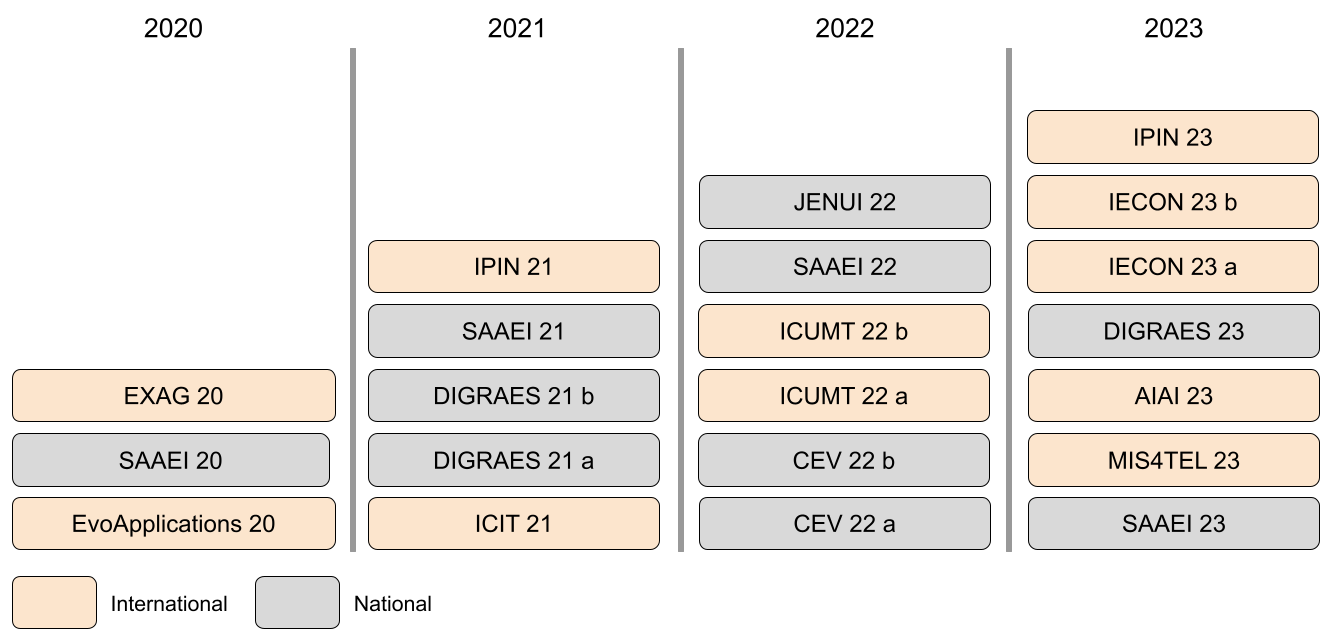 2020
2021
2022
2023
EXAG 20
SAAEI 20
EvoApplications 20
IPIN 21
SAAEI 21
DIGRAES 21 b
DIGRAES 21 a
ICIT 21
JENUI 22
SAAEI 22
ICUMT 22 b
ICUMT 22 a
CEV 22 b
CEV 22 a
IPIN 23
IECON 23 b
IECON 23 a
DIGRAES 23
AIAI 23
MIS4TEL 23
SAAEI 23
International
National